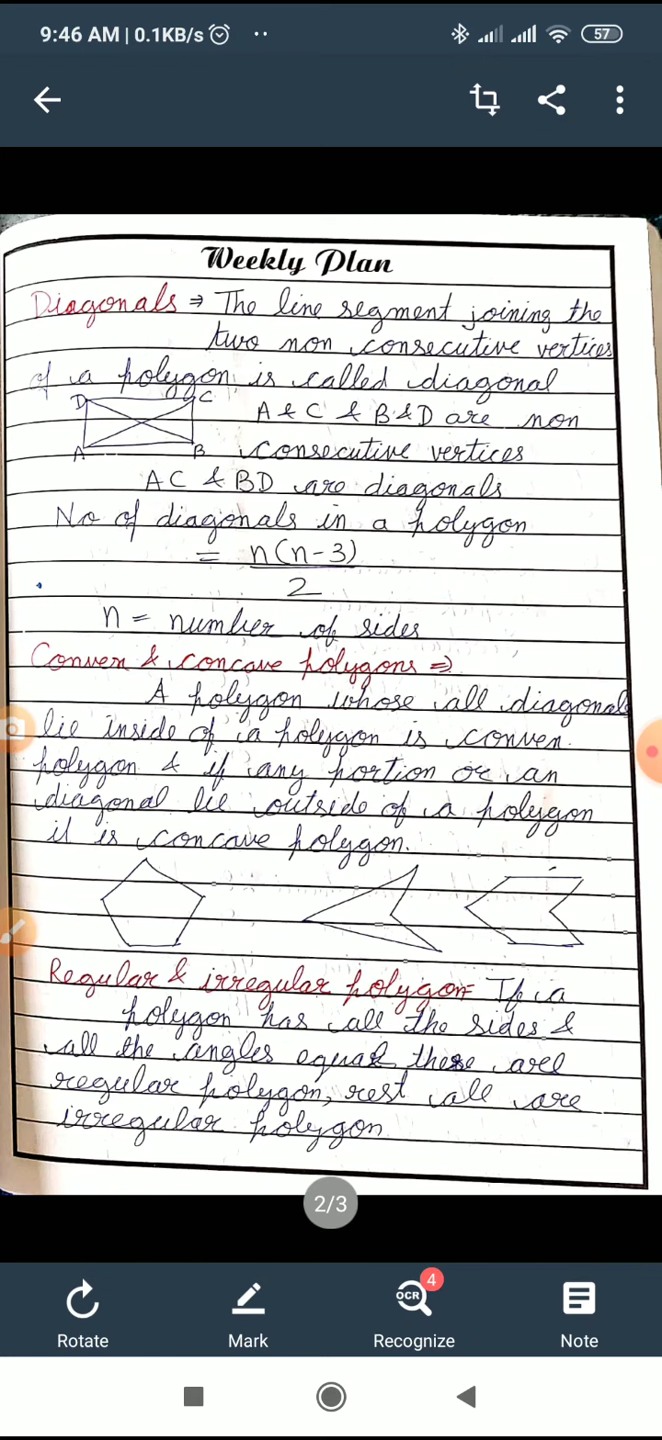 9:46 AM | 0.1KB/s
57
Weekly Plan
Diagonals ⇒ The line segment joining the
two non consecutive vertices
of a polygon is called diagonal
D C A & C & B & D are non
A B consecutive vertices
AC & BD are diagonals
No of diagonals in a polygon
= n(n-3)
2
n = number of sides
Conven & concave polygons ⇒
A polygon whose all diagonals
lie inside of a polygon is conven
polygon & if any portion or an
diagonal lie outside of a polygon
it is concave polygon.
Regular & irregular polygon- If a
polygon has all the sides &
all the angles equal, these are
regular polygon, rest all are
irregular polygon
2/3
OCR 4
Rotate Mark Recognize Note